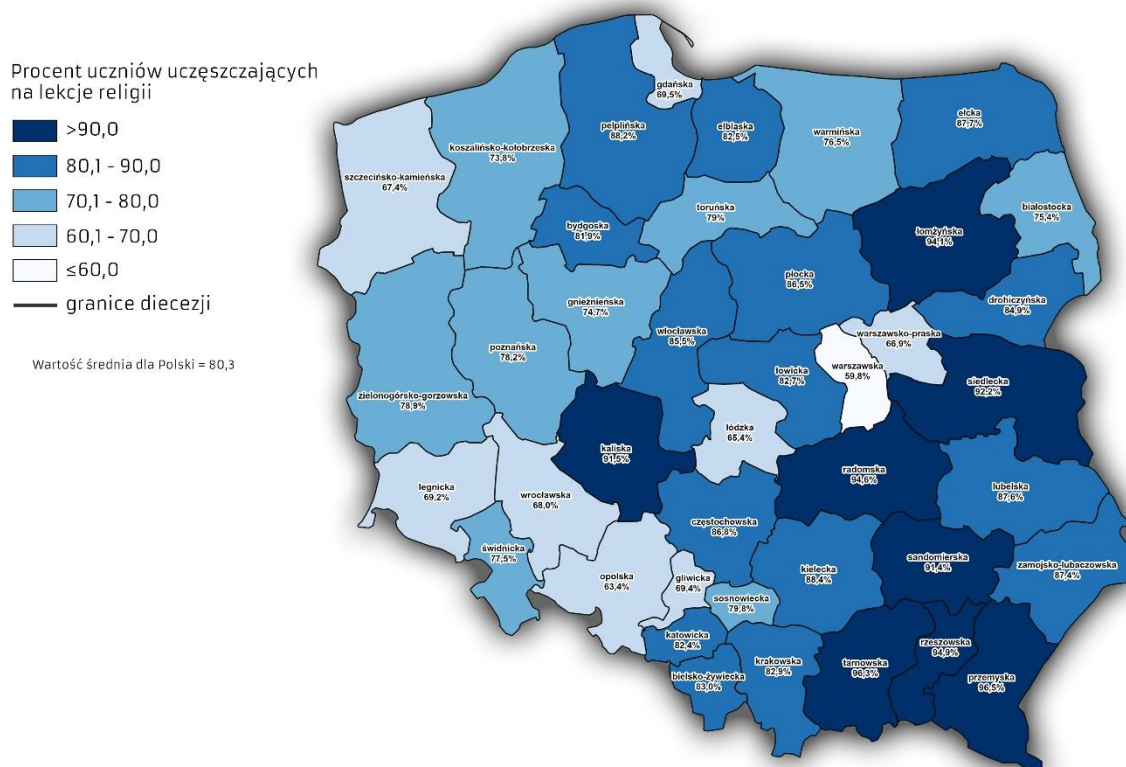 Procent uczniów uczęszczających
na lekcje religii
>90,0
80,1 - 90,0
70,1 - 80,0
60,1 - 70,0
≤60,0
granice diecezji
Wartość średnia dla Polski = 80,3
gdańska
69,5%
pelplińska
88,2%
elbląska
82,5%
warmińska
76,5%
ełcka
87,7%
koszalińsko-kołobrzeska
73,8%
szczecińsko-kamieńska
67,4%
bydgoska
81,9%
toruńska
79%
łomżyńska
94,1%
białostocka
75,4%
płocka
86,5%
drohiczyńska
84,9%
gnieźnieńska
74,7%
włocławska
85,5%
warszawsko-praska
66,9%
poznańska
78,2%
łowicka
82,7%
warszawska
59,8%
siedlecka
92,2%
zielonogórsko-gorzowska
78,9%
łódzka
65,4%
kaliska
91,5%
radomska
94,6%
legnicka
69,2%
wrocławska
68,0%
lubelska
87,6%
częstochowska
86,8%
świdnicka
77,5%
opolska
63,4%
gliwicka
69,4%
kielecka
88,4%
sandomierska
91,4%
zamojsko-lubaczowska
87,4%
sosnowiecka
79,8%
katowicka
82,4%
bielsko-żywiecka
83,0%
krakowska
82,9%
tarnowska
96,3%
rzeszowska
94,9%
przemyska
96,5%